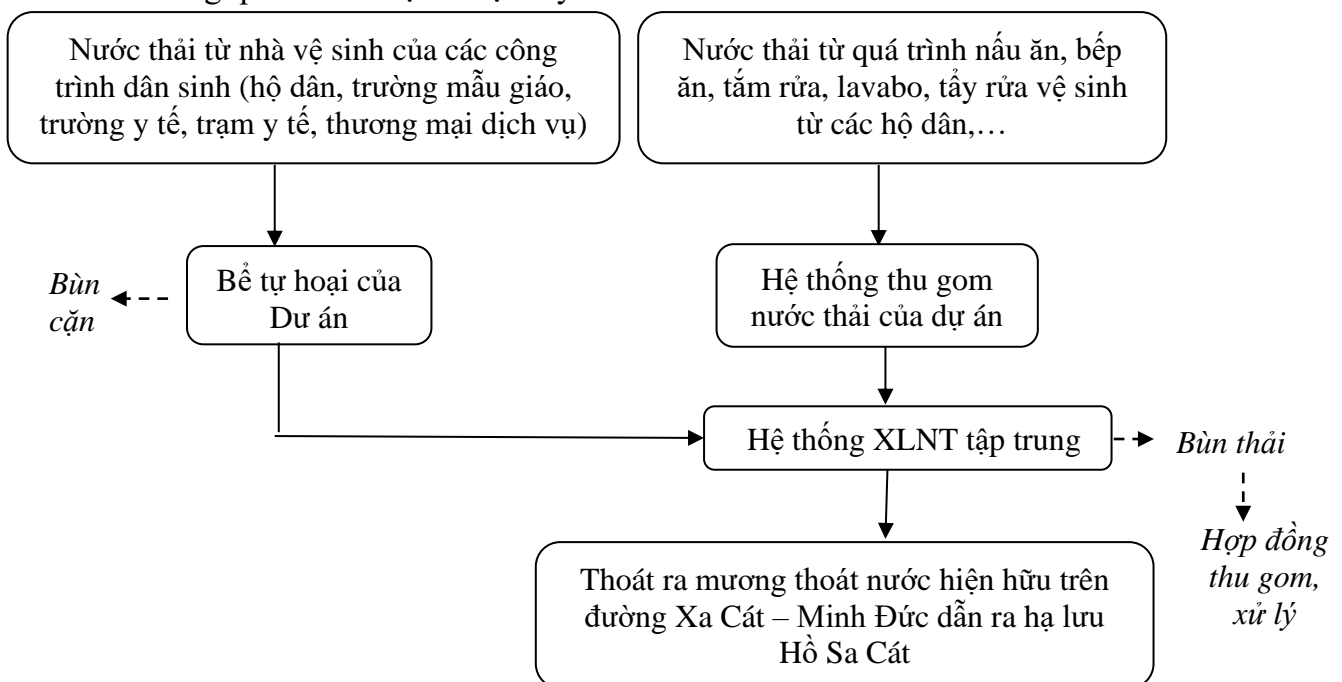 Nước thải từ nhà vệ sinh của các công
trình dân sinh (hộ dân, trường mẫu giáo,
trường y tế, trạm y tế, thương mại dịch vụ)
Nước thải từ quá trình nấu ăn, bếp
ăn, tắm rửa, lavabo, tẩy rửa vệ sinh
từ các hộ dân,…
Bùn
cặn
Bể tự hoại của
Dư án
Hệ thống thu gom
nước thải của dự án
Hệ thống XLNT tập trung
Bùn thải
Hợp đồng
thu gom,
xử lý
Thoát ra mương thoát nước hiện hữu trên
đường Xa Cát – Minh Đức dẫn ra hạ lưu
Hồ Sa Cát